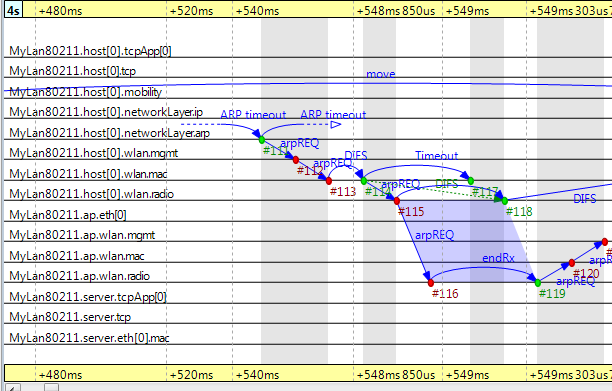 4s +480ms +520ms +540ms +548ms 850us +549ms +549ms 303us
MyLan80211.host[0].tcpApp[0]
MyLan80211.host[0].tcp
move
MyLan80211.host[0].mobility
MyLan80211.host[0].networkLayer.ip
ARP timeout ARP timeout
MyLan80211.host[0].networkLayer.arp
arpREQ
MyLan80211.host[0].wlan.mgmt
arpREQ DIFS Timeout
MyLan80211.host[0].wlan.mac
#113 arpREQ DIFS #117
MyLan80211.host[0].wlan.radio
DIFS
#115 #118
MyLan80211.ap.eth[0]
MyLan80211.ap.wlan.mgmt
arpREQ
MyLan80211.ap.wlan.mac
endRx
#120
MyLan80211.ap.wlan.radio
arpREQ
#116 #119
MyLan80211.server.tcpApp[0]
MyLan80211.server.tcp
MyLan80211.server.eth[0].mac
+480ms +520ms +540ms +548ms 850us +549ms +549ms 303us